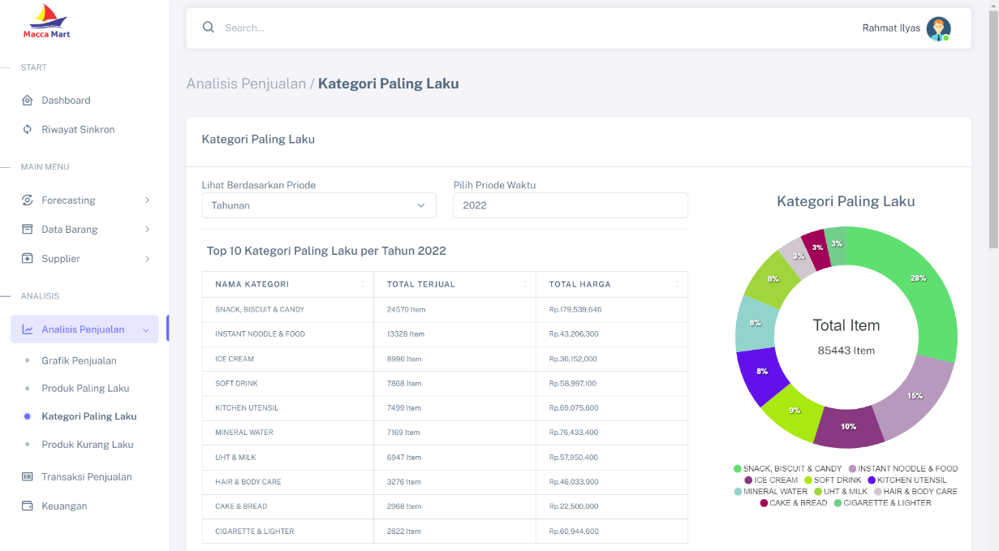 Macca Mart
Search...
Rahmat Ilyas
START
Dashboard
Riwayat Sinkron
MAIN MENU
Forecasting
Data Barang
Supplier
ANALISIS
Analisis Penjualan
Grafik Penjualan
Produk Paling Laku
Kategori Paling Laku
Produk Kurang Laku
Transaksi Penjualan
Keuangan
Analisis Penjualan / Kategori Paling Laku
Kategori Paling Laku
Lihat Berdasarkan Priode
Pilih Priode Waktu
Tahunan
2022
Top 10 Kategori Paling Laku per Tahun 2022
NAMA KATEGORI TOTAL TERJUAL TOTAL HARGA
SNACK, BISCUIT & CANDY 24570 Item Rp.179,539,646
INSTANT NOODLE & FOOD 13328 Item Rp.43,206,300
ICE CREAM 8996 Item Rp.36,152,000
SOFT DRINK 7868 Item Rp.58,997,100
KITCHEN UTENSIL 7499 Item Rp.69,075,600
MINERAL WATER 7169 Item Rp.76,433,400
UHT & MILK 6947 Item Rp.57,950,400
HAIR & BODY CARE 3276 Item Rp.46,033,900
CAKE & BREAD 2968 Item Rp.22,500,000
CIGARETTE & LIGHTER 2822 Item Rp.60,944,600
Kategori Paling Laku
28%
15%
10%
9%
8%
8%
8%
3%
3%
3%
Total Item
85443 Item
SNACK, BISCUIT & CANDY INSTANT NOODLE & FOOD
ICE CREAM SOFT DRINK KITCHEN UTENSIL
MINERAL WATER UHT & MILK HAIR & BODY CARE
CAKE & BREAD CIGARETTE & LIGHTER